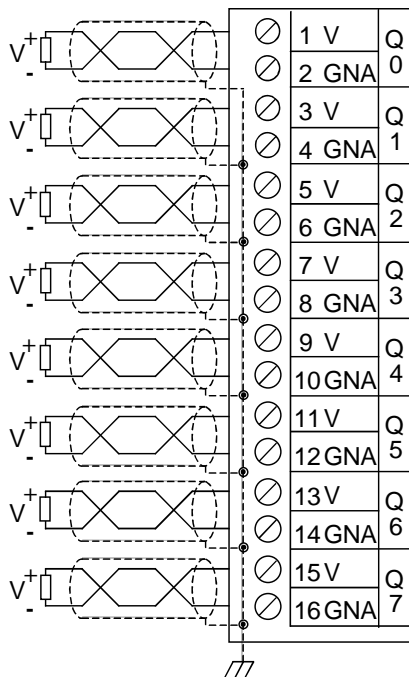 V + - 1 V Q 0
2 GNA
V + - 3 V Q 1
4 GNA
V + - 5 V Q 2
6 GNA
V + - 7 V Q 3
8 GNA
V + - 9 V Q 4
10 GNA
V + - 11 V Q 5
12 GNA
V + - 13 V Q 6
14 GNA
V + - 15 V Q 7
16 GNA